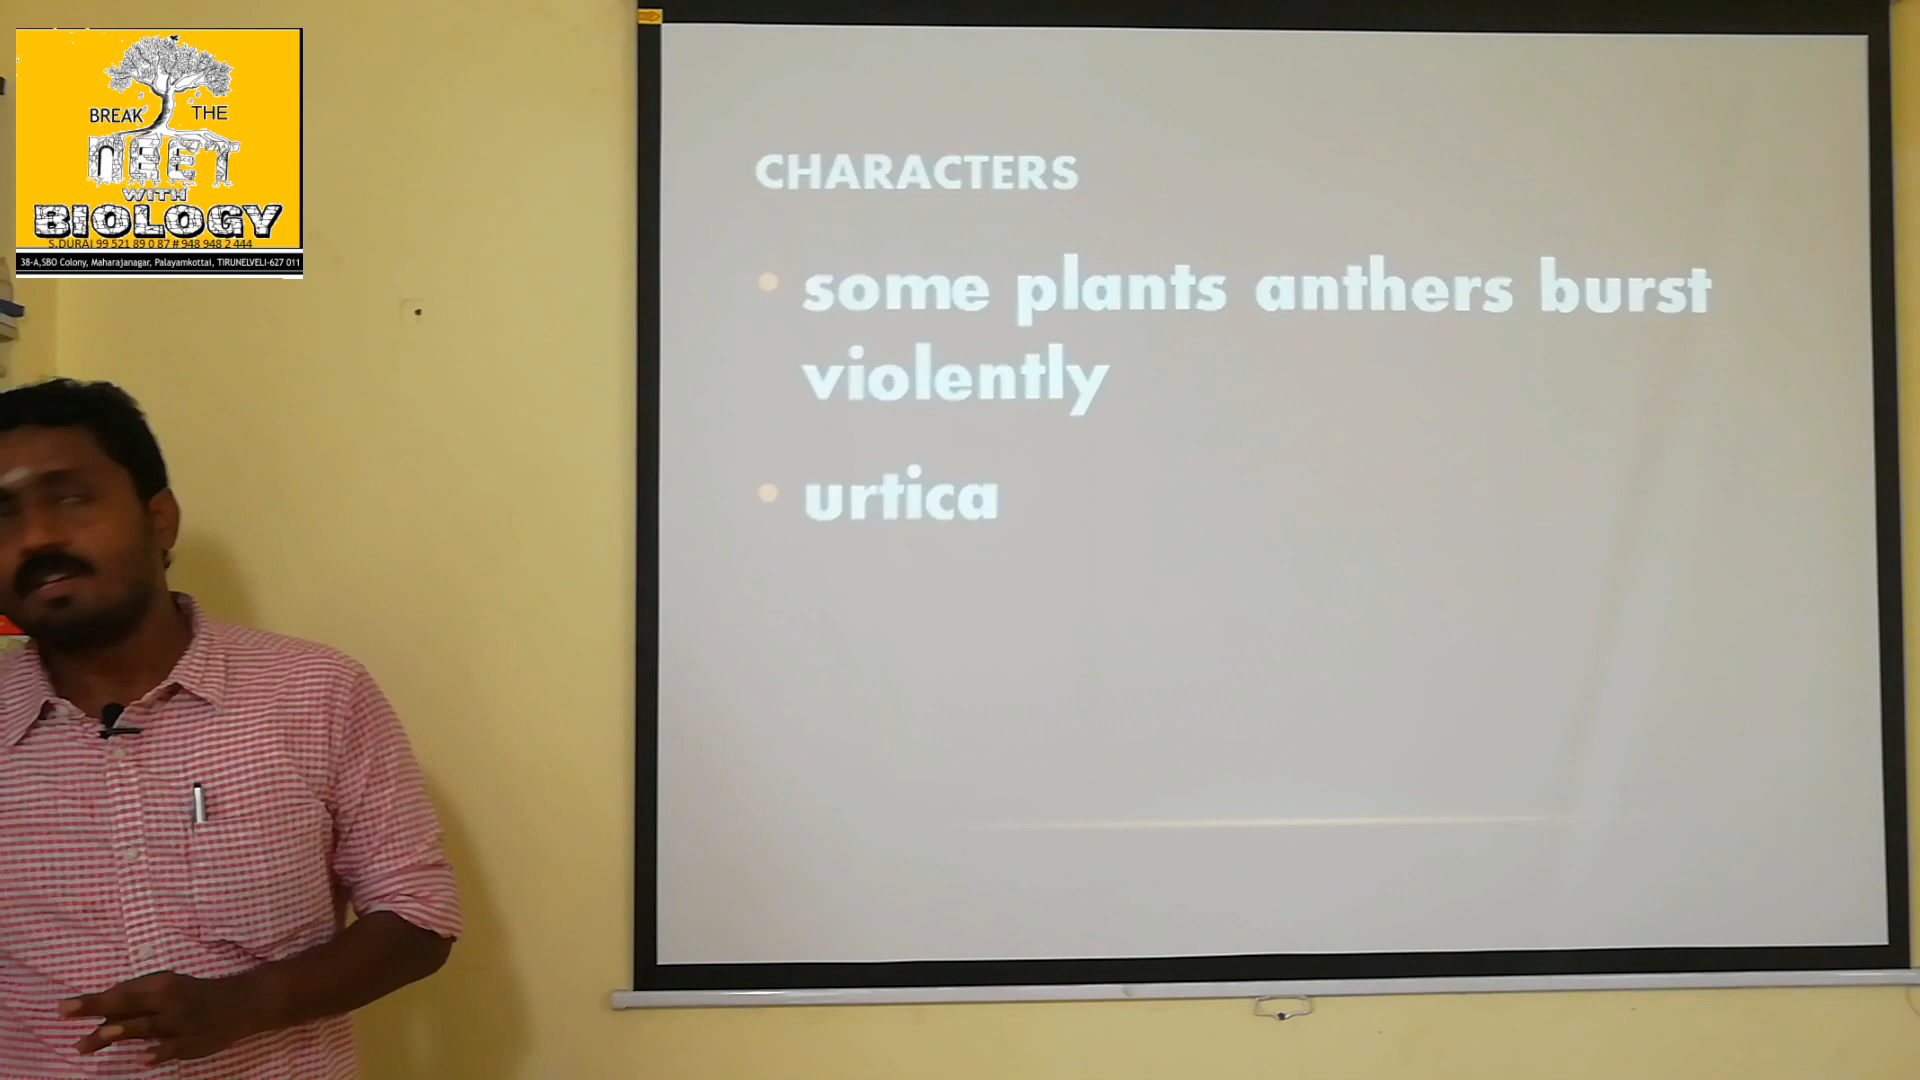 BREAK THE
NEET
WITH
BIOLOGY
S.DURAI 99 521 89 0 87 # 948 948 2 444
38-A,SBO Colony, Maharajanagar, Palayamkottai, TIRUNELVELI-627 011
CHARACTERS
• some plants anthers burst
violently
• urtica